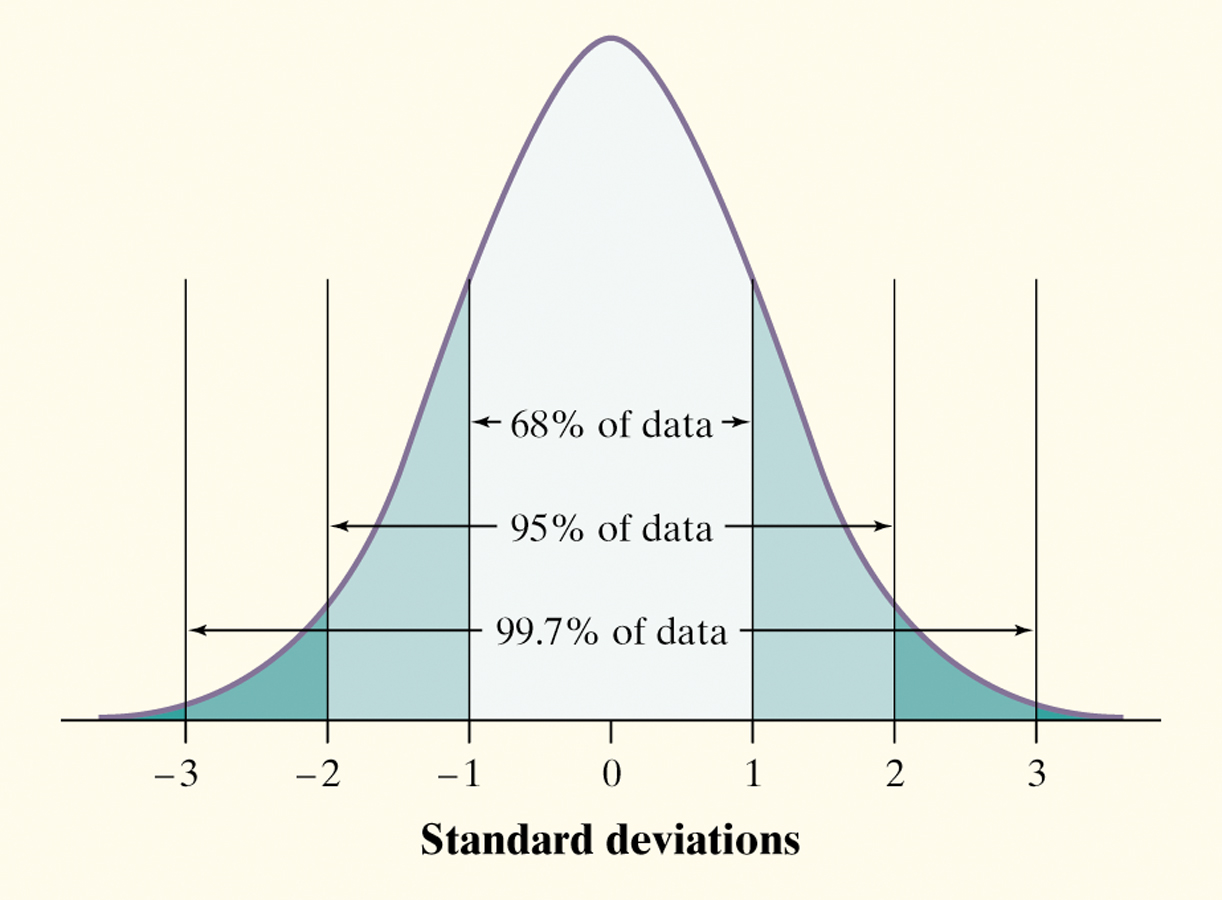 68% of data
95% of data
99.7% of data
−3 −2 −1 0 1 2 3
Standard deviations